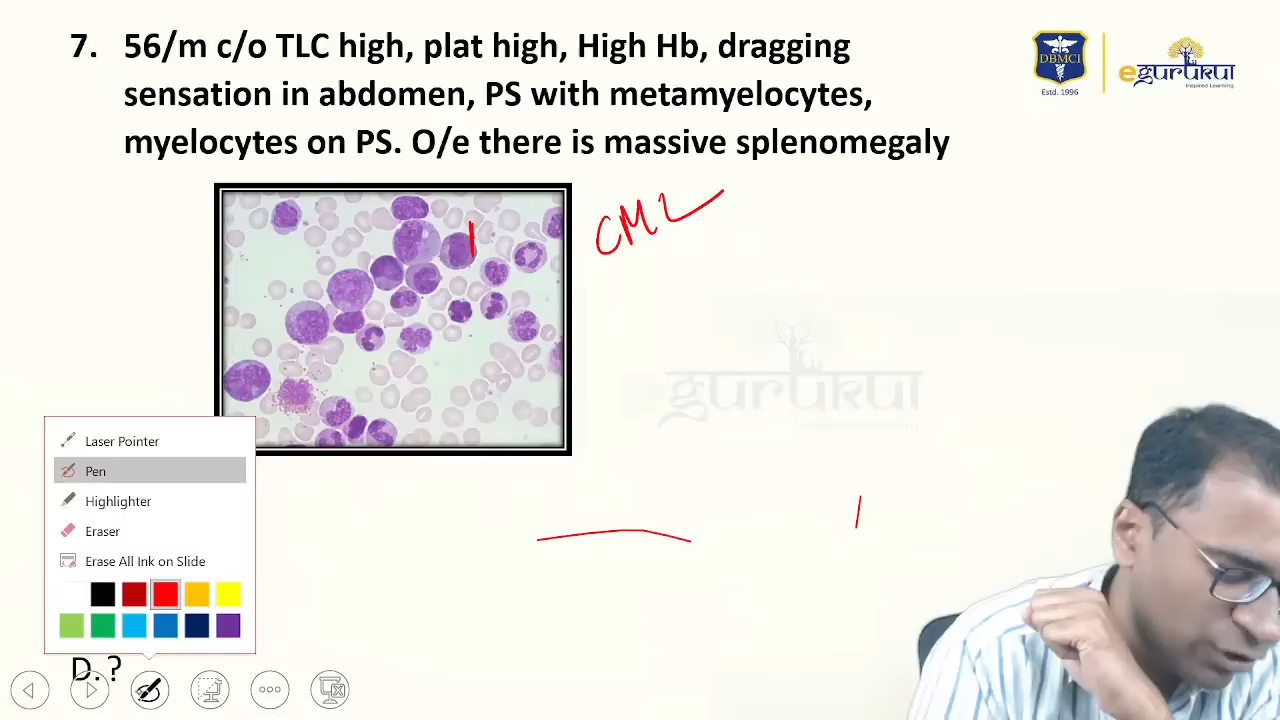 7. 56/m c/o TLC high, plat high, High Hb, dragging
sensation in abdomen, PS with metamyelocytes,
myelocytes on PS. O/e there is massive splenomegaly
DBMCI
Estd. 1996
egurukul
Inspired Learning
CML
egurukul
Laser Pointer
Pen
Highlighter
Eraser
Erase All Ink on Slide
D. ?